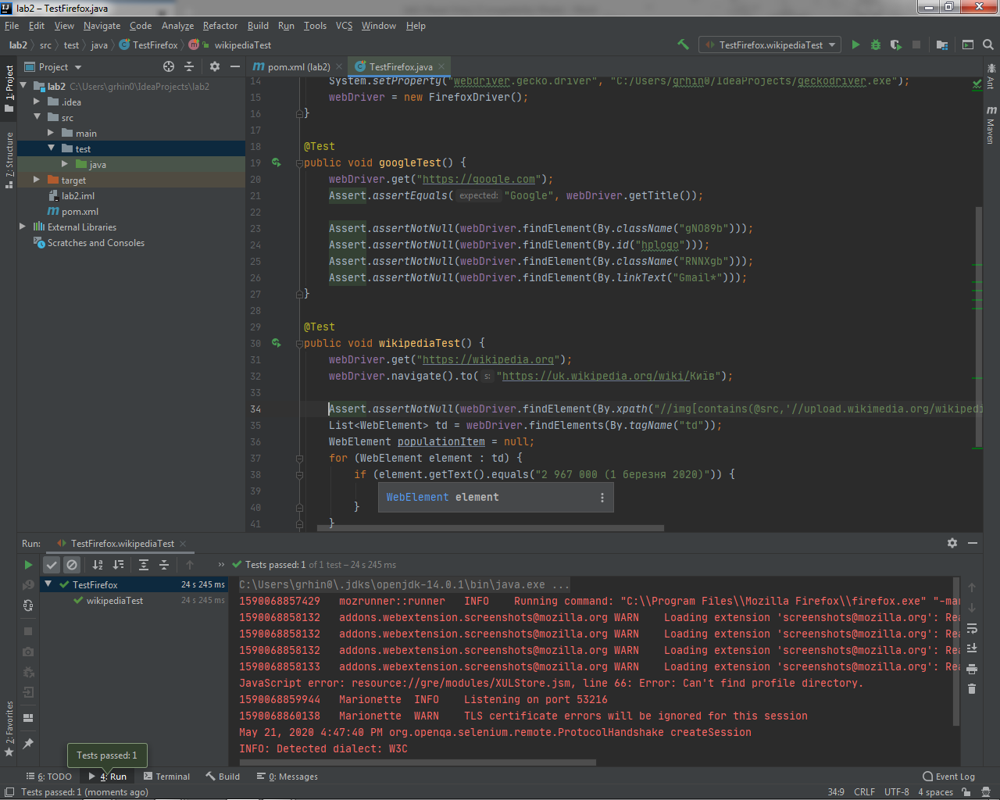 lab2 – TestFirefox.java
File Edit View Navigate Code Analyze Refactor Build Run Tools VCS Window Help
lab2 src test java TestFirefox m wikipediaTest TestFirefox.wikipediaTest
Project pom.xml (lab2) TestFirefox.java
1: Project
7: Structure
2: Favorites
Ant
Maven
lab2 C:\Users\grhin0\IdeaProjects\lab2
.idea
src
main
test
java
target
lab2.iml
pom.xml
External Libraries
Scratches and Consoles
14 System.setProperty("webdriver.gecko.driver", "C:/Users/grhin0/IdeaProjects/geckodriver.exe");
15 webDriver = new FirefoxDriver();
16 }
17
18 @Test
19 public void googleTest() {
20 webDriver.get("https://google.com");
21 Assert.assertEquals( expected: "Google", webDriver.getTitle());
22
23 Assert.assertNotNull(webDriver.findElement(By.className("gNO89b")));
24 Assert.assertNotNull(webDriver.findElement(By.id("hplogo")));
25 Assert.assertNotNull(webDriver.findElement(By.className("RNNXgb")));
26 Assert.assertNotNull(webDriver.findElement(By.linkText("Gmail*")));
27 }
28
29 @Test
30 public void wikipediaTest() {
31 webDriver.get("https://wikipedia.org");
32 webDriver.navigate().to( s: "https://uk.wikipedia.org/wiki/Київ");
34 Assert.assertNotNull(webDriver.findElement(By.xpath("//img[contains(@src,'//upload.wikimedia.org/wikipedi
35 List<WebElement> td = webDriver.findElements(By.tagName("td"));
36 WebElement populationItem = null;
37 for (WebElement element : td) {
38 if (element.getText().equals("2 967 000 (1 березня 2020)")) {
39 WebElement element
40 }
41 }
Run: TestFirefox.wikipediaTest
Tests passed: 1 of 1 test – 24 s 245 ms
TestFirefox 24 s 245 ms
wikipediaTest 24 s 245 ms
C:\Users\grhin0\.jdks\openjdk-14.0.1\bin\java.exe ...
1590068857429 mozrunner::runner INFO Running command: "C:\\Program Files\\Mozilla Firefox\\firefox.exe" "-mar
1590068858132 addons.webextension.screenshots@mozilla.org WARN Loading extension 'screenshots@mozilla.org': Rea
1590068858132 addons.webextension.screenshots@mozilla.org WARN Loading extension 'screenshots@mozilla.org': Rea
1590068858132 addons.webextension.screenshots@mozilla.org WARN Loading extension 'screenshots@mozilla.org': Rea
1590068858133 addons.webextension.screenshots@mozilla.org WARN Loading extension 'screenshots@mozilla.org': Rea
JavaScript error: resource://gre/modules/XULStore.jsm, line 66: Error: Can't find profile directory.
1590068859944 Marionette INFO Listening on port 53216
1590068860138 Marionette WARN TLS certificate errors will be ignored for this session
May 21, 2020 4:47:40 PM org.openqa.selenium.remote.ProtocolHandshake createSession
INFO: Detected dialect: W3C
Tests passed: 1
6: TODO 4: Run Terminal Build 0: Messages Event Log
Tests passed: 1 (moments ago) 34:9 CRLF UTF-8 4 spaces